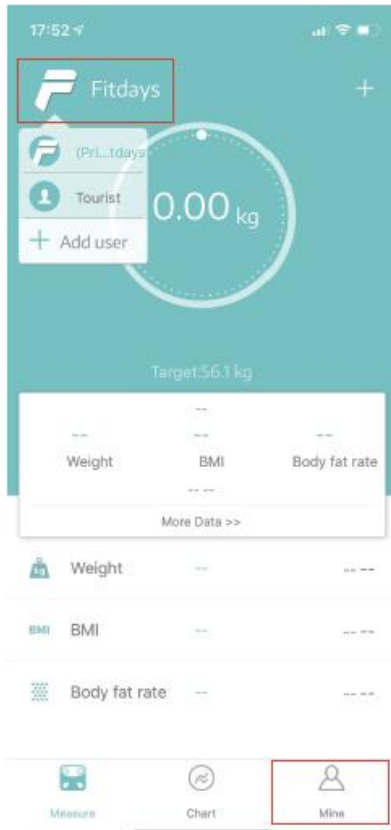 17:52
Fitdays
+
(Pri...tdays
Tourist
+ Add user
0.00 kg
Target:56.1 kg
--
-- -- --
Weight BMI Body fat rate
-- --
More Data >>
kg Weight -- -- --
BMI BMI -- -- --
Body fat rate -- -- --
Measure Chart Mine